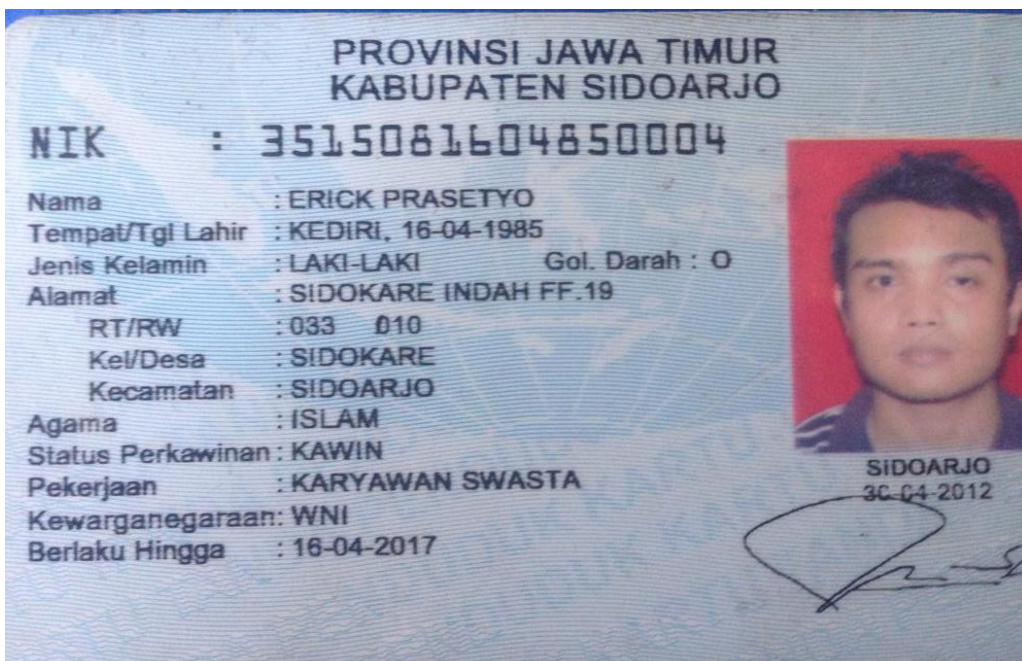 PROVINSI JAWA TIMUR
KABUPATEN SIDOARJO
NIK : 3515081604850004
Nama : ERICK PRASETYO
Tempat/Tgl Lahir : KEDIRI, 16-04-1985
Jenis Kelamin : LAKI-LAKI Gol. Darah : O
Alamat : SIDOKARE INDAH FF.19
RT/RW : 033 010
Kel/Desa : SIDOKARE
Kecamatan : SIDOARJO
Agama : ISLAM
Status Perkawinan : KAWIN
Pekerjaan : KARYAWAN SWASTA
Kewarganegaraan: WNI
Berlaku Hingga : 16-04-2017
SIDOARJO
30-04-2012